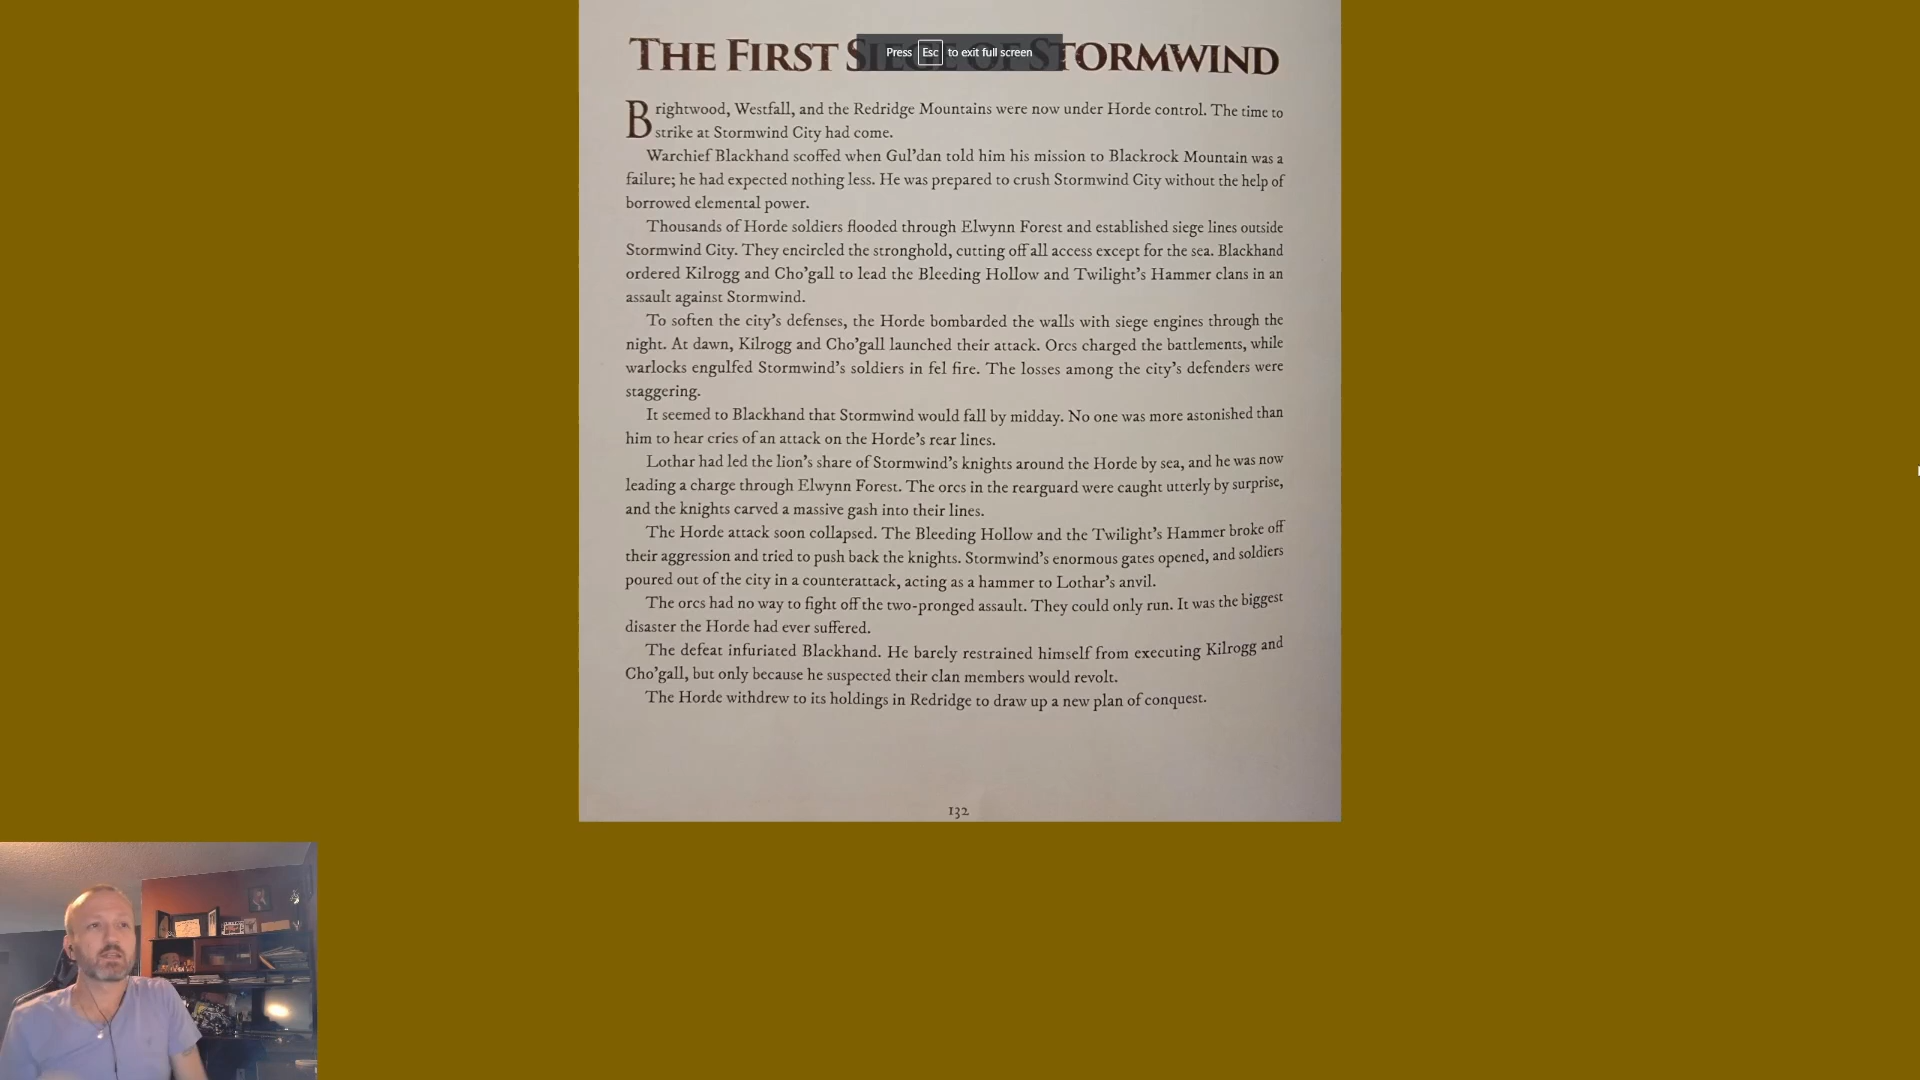 THE FIRST SIEGE OF STORMWIND
Press Esc to exit full screen
Brightwood, Westfall, and the Redridge Mountains were now under Horde control. The time to
strike at Stormwind City had come.
Warchief Blackhand scoffed when Gul'dan told him his mission to Blackrock Mountain was a
failure; he had expected nothing less. He was prepared to crush Stormwind City without the help of
borrowed elemental power.
Thousands of Horde soldiers flooded through Elwynn Forest and established siege lines outside
Stormwind City. They encircled the stronghold, cutting off all access except for the sea. Blackhand
ordered Kilrogg and Cho'gall to lead the Bleeding Hollow and Twilight's Hammer clans in an
assault against Stormwind.
To soften the city's defenses, the Horde bombarded the walls with siege engines through the
night. At dawn, Kilrogg and Cho'gall launched their attack. Orcs charged the battlements, while
warlocks engulfed Stormwind's soldiers in fel fire. The losses among the city's defenders were
staggering.
It seemed to Blackhand that Stormwind would fall by midday. No one was more astonished than
him to hear cries of an attack on the Horde's rear lines.
Lothar had led the lion's share of Stormwind's knights around the Horde by sea, and he was now
leading a charge through Elwynn Forest. The orcs in the rearguard were caught utterly by surprise,
and the knights carved a massive gash into their lines.
The Horde attack soon collapsed. The Bleeding Hollow and the Twilight's Hammer broke off
their aggression and tried to push back the knights. Stormwind's enormous gates opened, and soldiers
poured out of the city in a counterattack, acting as a hammer to Lothar's anvil.
The orcs had no way to fight off the two-pronged assault. They could only run. It was the biggest
disaster the Horde had ever suffered.
The defeat infuriated Blackhand. He barely restrained himself from executing Kilrogg and
Cho'gall, but only because he suspected their clan members would revolt.
The Horde withdrew to its holdings in Redridge to draw up a new plan of conquest.
132